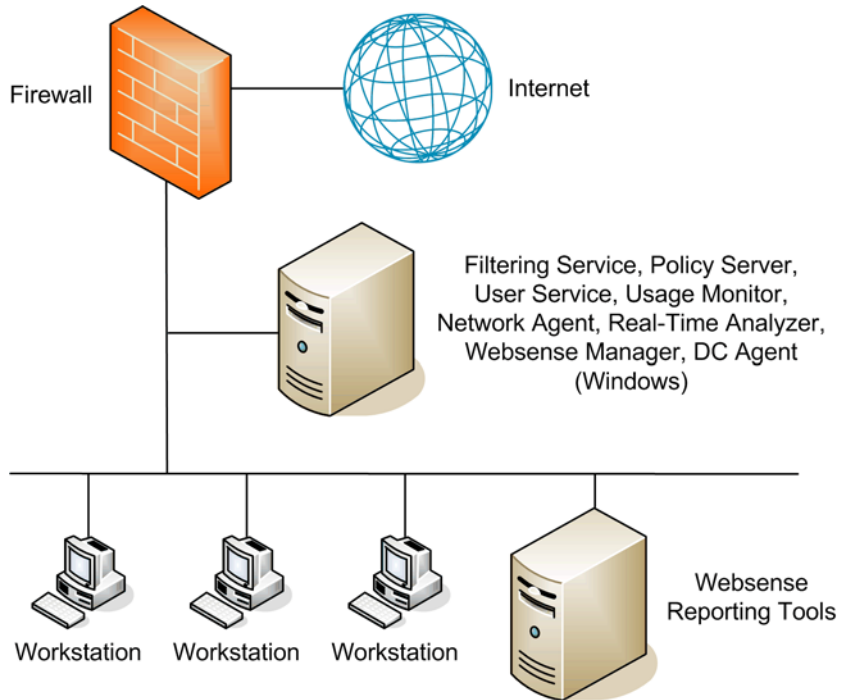 Firewall
Internet
Filtering Service, Policy Server,
User Service, Usage Monitor,
Network Agent, Real-Time Analyzer,
Websense Manager, DC Agent
(Windows)
Workstation
Workstation
Workstation
Websense
Reporting Tools